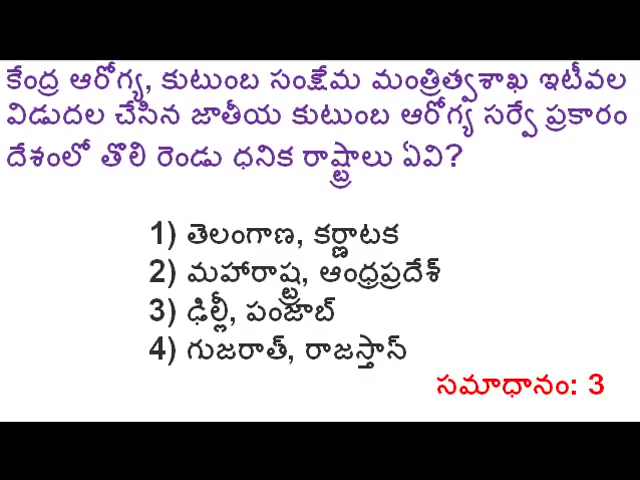 కేంద్ర ఆరోగ్య, కుటుంబ సంక్షేమ మంత్రిత్వశాఖ ఇటీవల
విడుదల చేసిన జాతీయ కుటుంబ ఆరోగ్య సర్వే ప్రకారం
దేశంలో తొలి రెండు ధనిక రాష్ట్రాలు ఏవి?
1) తెలంగాణ, కర్ణాటక
2) మహారాష్ట్ర, ఆంధ్రప్రదేశ్
3) ఢిల్లీ, పంజాబ్
4) గుజరాత్, రాజస్తాన్
సమాధానం: 3